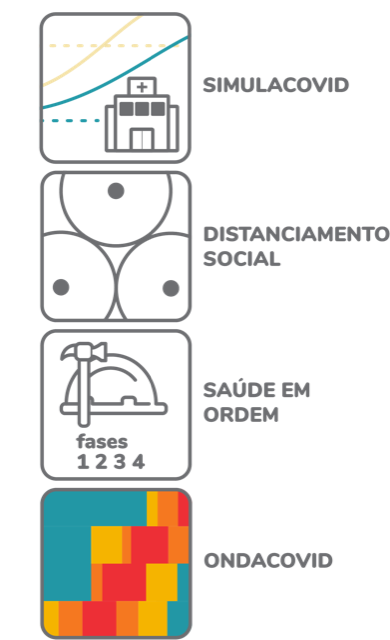 SIMULACOVID
DISTANCIAMENTO
SOCIAL
fases
1 2 3 4
SAÚDE EM
ORDEM
ONDACOVID